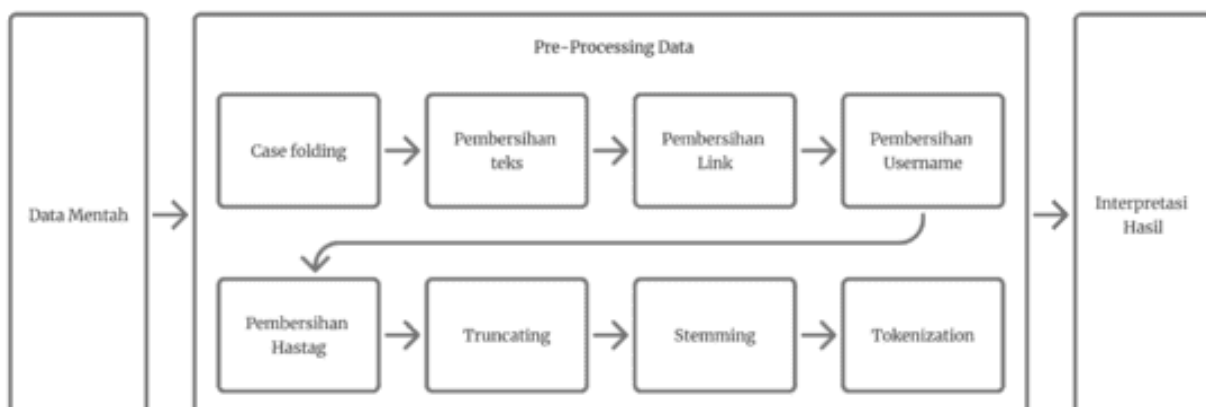 Pre-Processing Data
Data Mentah
Case folding
Pembersihan
teks
Pembersihan
Link
Pembersihan
Username
Pembersihan
Hastag
Truncating
Stemming
Tokenization
Interpretasi
Hasil